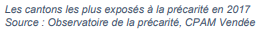 Les cantons les plus exposés à la précarité en 2017
Source : Observatoire de la précarité, CPAM Vendée